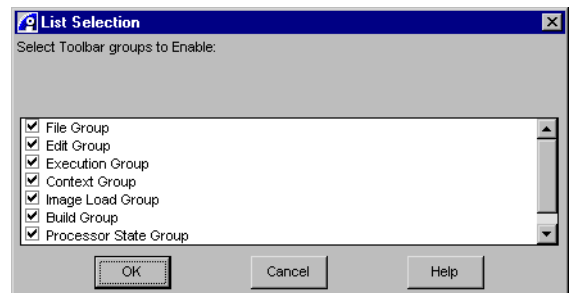 List Selection
Select Toolbar groups to Enable:
File Group
Edit Group
Execution Group
Context Group
Image Load Group
Build Group
Processor State Group
OK Cancel Help